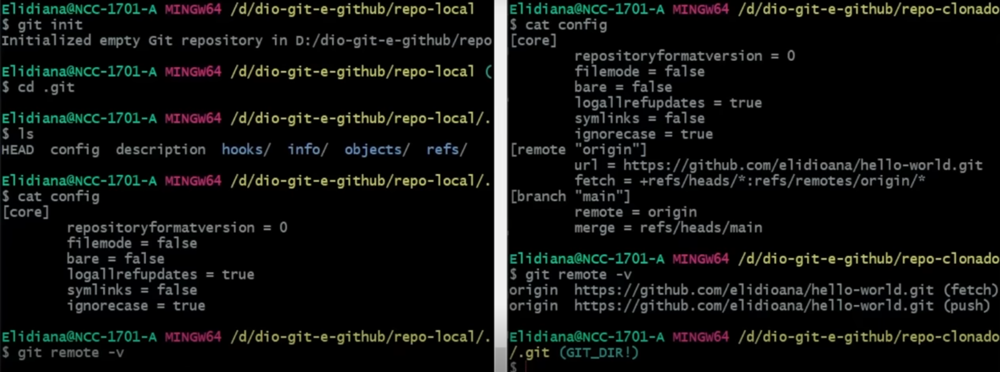 Elidiana@NCC-1701-A MINGW64 /d/dio-git-e-github/repo-local
$ git init
Initialized empty Git repository in D:/dio-git-e-github/repo
Elidiana@NCC-1701-A MINGW64 /d/dio-git-e-github/repo-local (
$ cd .git
Elidiana@NCC-1701-A MINGW64 /d/dio-git-e-github/repo-local/.
$ ls
HEAD  config  description  hooks/  info/  objects/  refs/
Elidiana@NCC-1701-A MINGW64 /d/dio-git-e-github/repo-local/.
$ cat config
[core]
        repositoryformatversion = 0
        filemode = false
        bare = false
        logallrefupdates = true
        symlinks = false
        ignorecase = true
Elidiana@NCC-1701-A MINGW64 /d/dio-git-e-github/repo-local/.
$ git remote -v
Elidiana@NCC-1701-A MINGW64 /d/dio-git-e-github/repo-clonado
$ cat config
[core]
        repositoryformatversion = 0
        filemode = false
        bare = false
        logallrefupdates = true
        symlinks = false
        ignorecase = true
[remote "origin"]
        url = https://github.com/elidioana/hello-world.git
        fetch = +refs/heads/*:refs/remotes/origin/*
[branch "main"]
        remote = origin
        merge = refs/heads/main
Elidiana@NCC-1701-A MINGW64 /d/dio-git-e-github/repo-clonado
$ git remote -v
origin  https://github.com/elidioana/hello-world.git (fetch)
origin  https://github.com/elidioana/hello-world.git (push)
Elidiana@NCC-1701-A MINGW64 /d/dio-git-e-github/repo-clonado
/.git (GIT_DIR!)
$